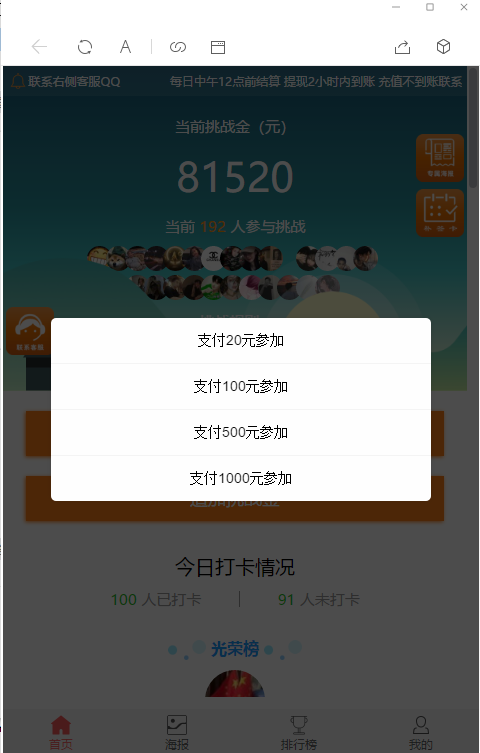 A
联系右侧客服QQ 每日中午12点前结算 提现2小时内到账 充值不到账联系
当前挑战金（元）
81520
专属海报
当前 192 人参与挑战
联系客服
支付20元参加
支付100元参加
支付500元参加
支付1000元参加
追加挑战金
今日打卡情况
100 人已打卡
91 人未打卡
光荣榜
首页
海报
排行榜
我的